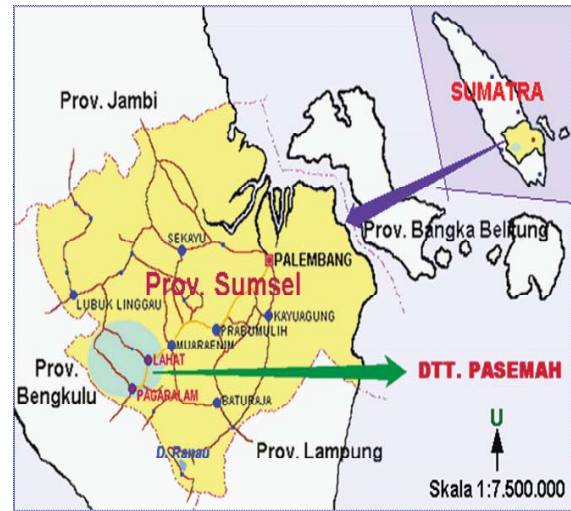 Prov. Jambi
SUMATRA
Prov. Bangka Belitung
SEKAYU
PALEMBANG
Prov. Sumsel
LUBUK LINGGAU
KAYUAGUNG
PRABUMULIH
MUARAENIM
LAHAT
Prov.
Bengkulu
DTT. PASEMAH
PAGARALAM
BATURAJA
U
D. Ranau
Prov. Lampung
Skala 1:7.500.000